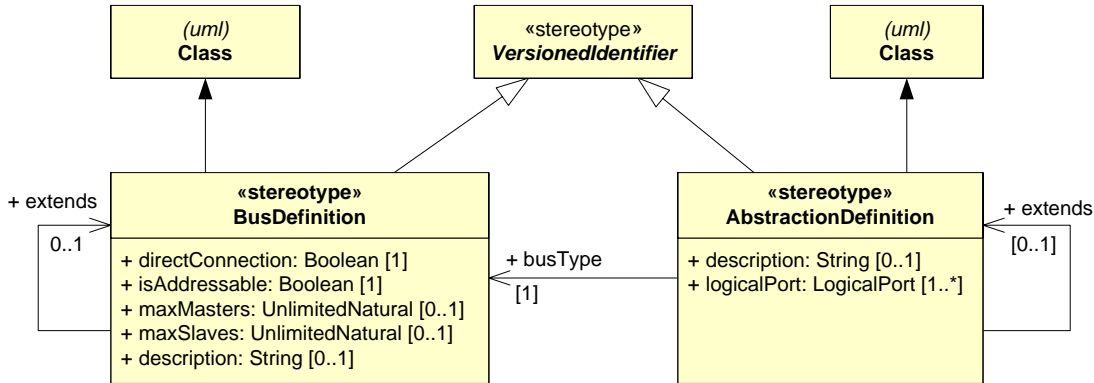 (uml)
Class
«stereotype»
VersionedIdentifier
(uml)
Class
+ extends
0..1
«stereotype»
BusDefinition
+ directConnection: Boolean [1]
+ isAddressable: Boolean [1]
+ maxMasters: UnlimitedNatural [0..1]
+ maxSlaves: UnlimitedNatural [0..1]
+ description: String [0..1]
+ busType
[1]
«stereotype»
AbstractionDefinition
+ description: String [0..1]
+ logicalPort: LogicalPort [1..*]
+ extends
[0..1]